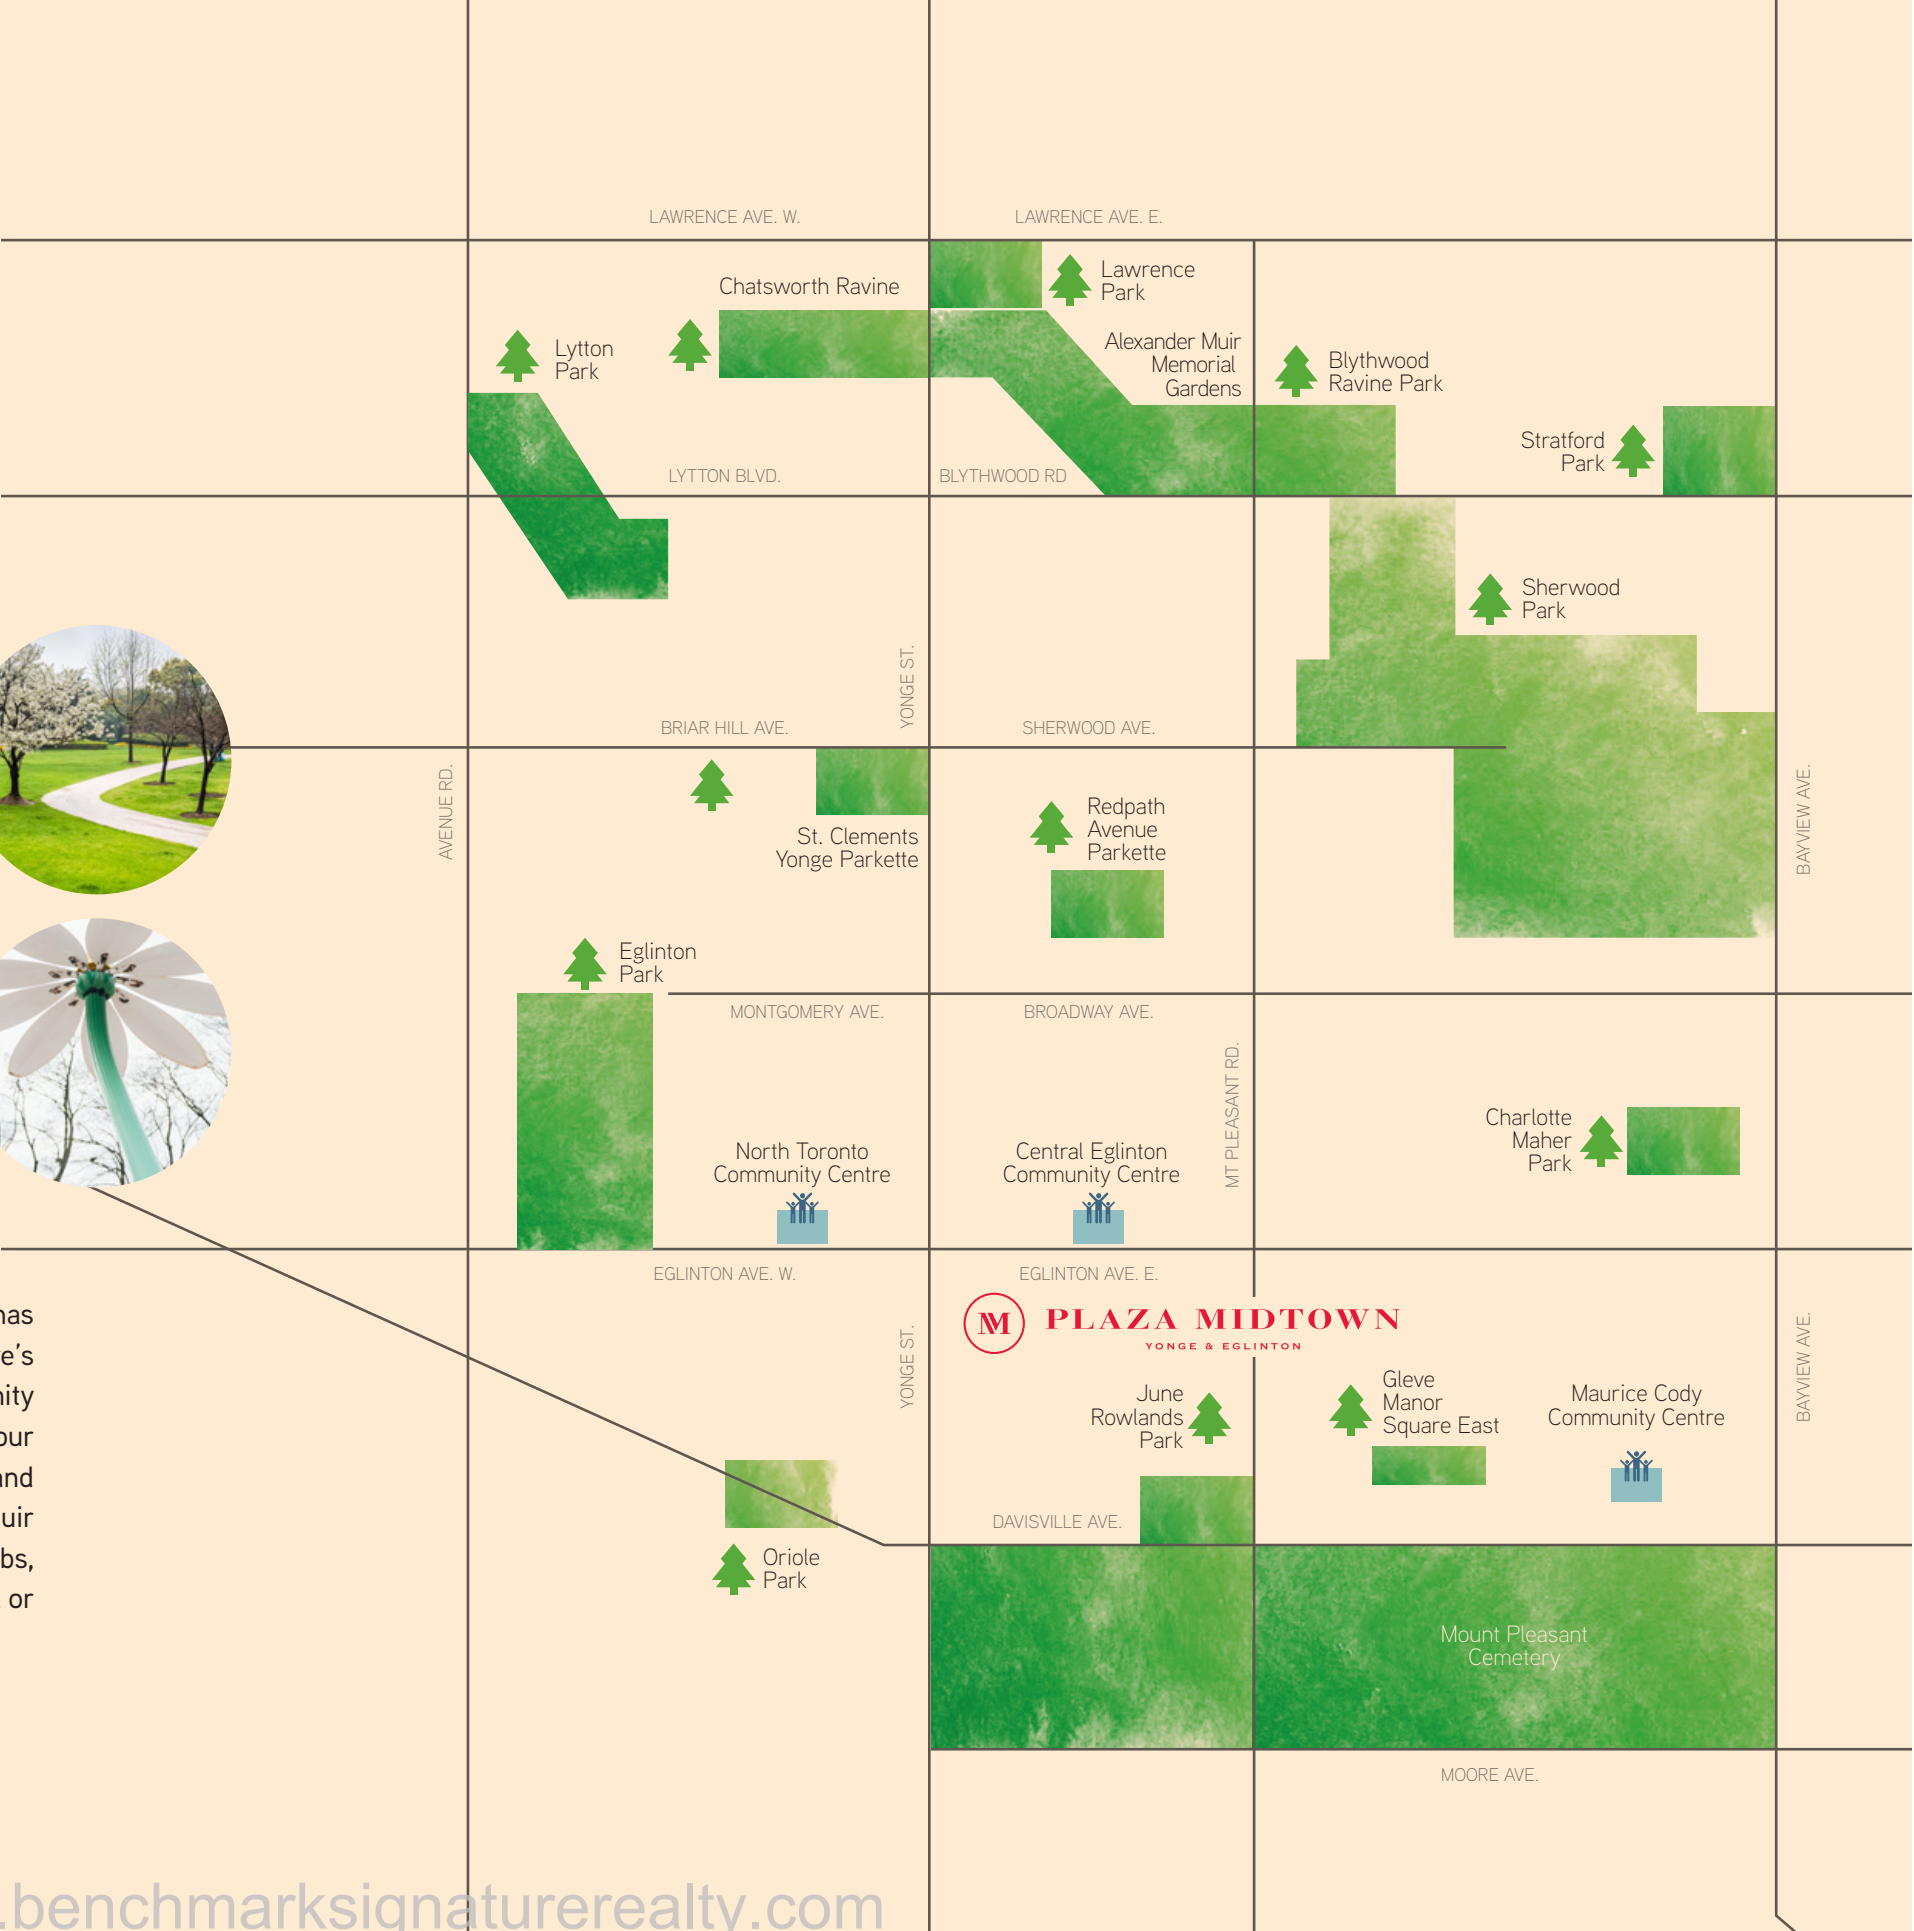 LAWRENCE AVE. W.
LAWRENCE AVE. E.
Chatsworth Ravine
Lawrence
Park
Lytton
Park
Alexander Muir
Memorial
Gardens
Blythwood
Ravine Park
Stratford
Park
LYTTON BLVD.
BLYTHWOOD RD
Sherwood
Park
YONGE ST.
BRIAR HILL AVE.
SHERWOOD AVE.
AVENUE RD.
BAYVIEW AVE.
St. Clements
Yonge Parkette
Redpath
Avenue
Parkette
Eglinton
Park
MONTGOMERY AVE.
BROADWAY AVE.
MT PLEASANT RD.
North Toronto
Community Centre
Central Eglinton
Community Centre
Charlotte
Maher
Park
EGLINTON AVE. W.
EGLINTON AVE. E.
M PLAZA MIDTOWN
YONGE & EGLINTON
YONGE ST.
BAYVIEW AVE.
June
Rowlands
Park
Gleve
Manor
Square East
Maurice Cody
Community Centre
DAVISVILLE AVE.
Oriole
Park
Mount Pleasant
Cemetery
MOORE AVE.
has
e's
nity
our
and
uir
bs,
or
.benchmarksignaturerealty.com